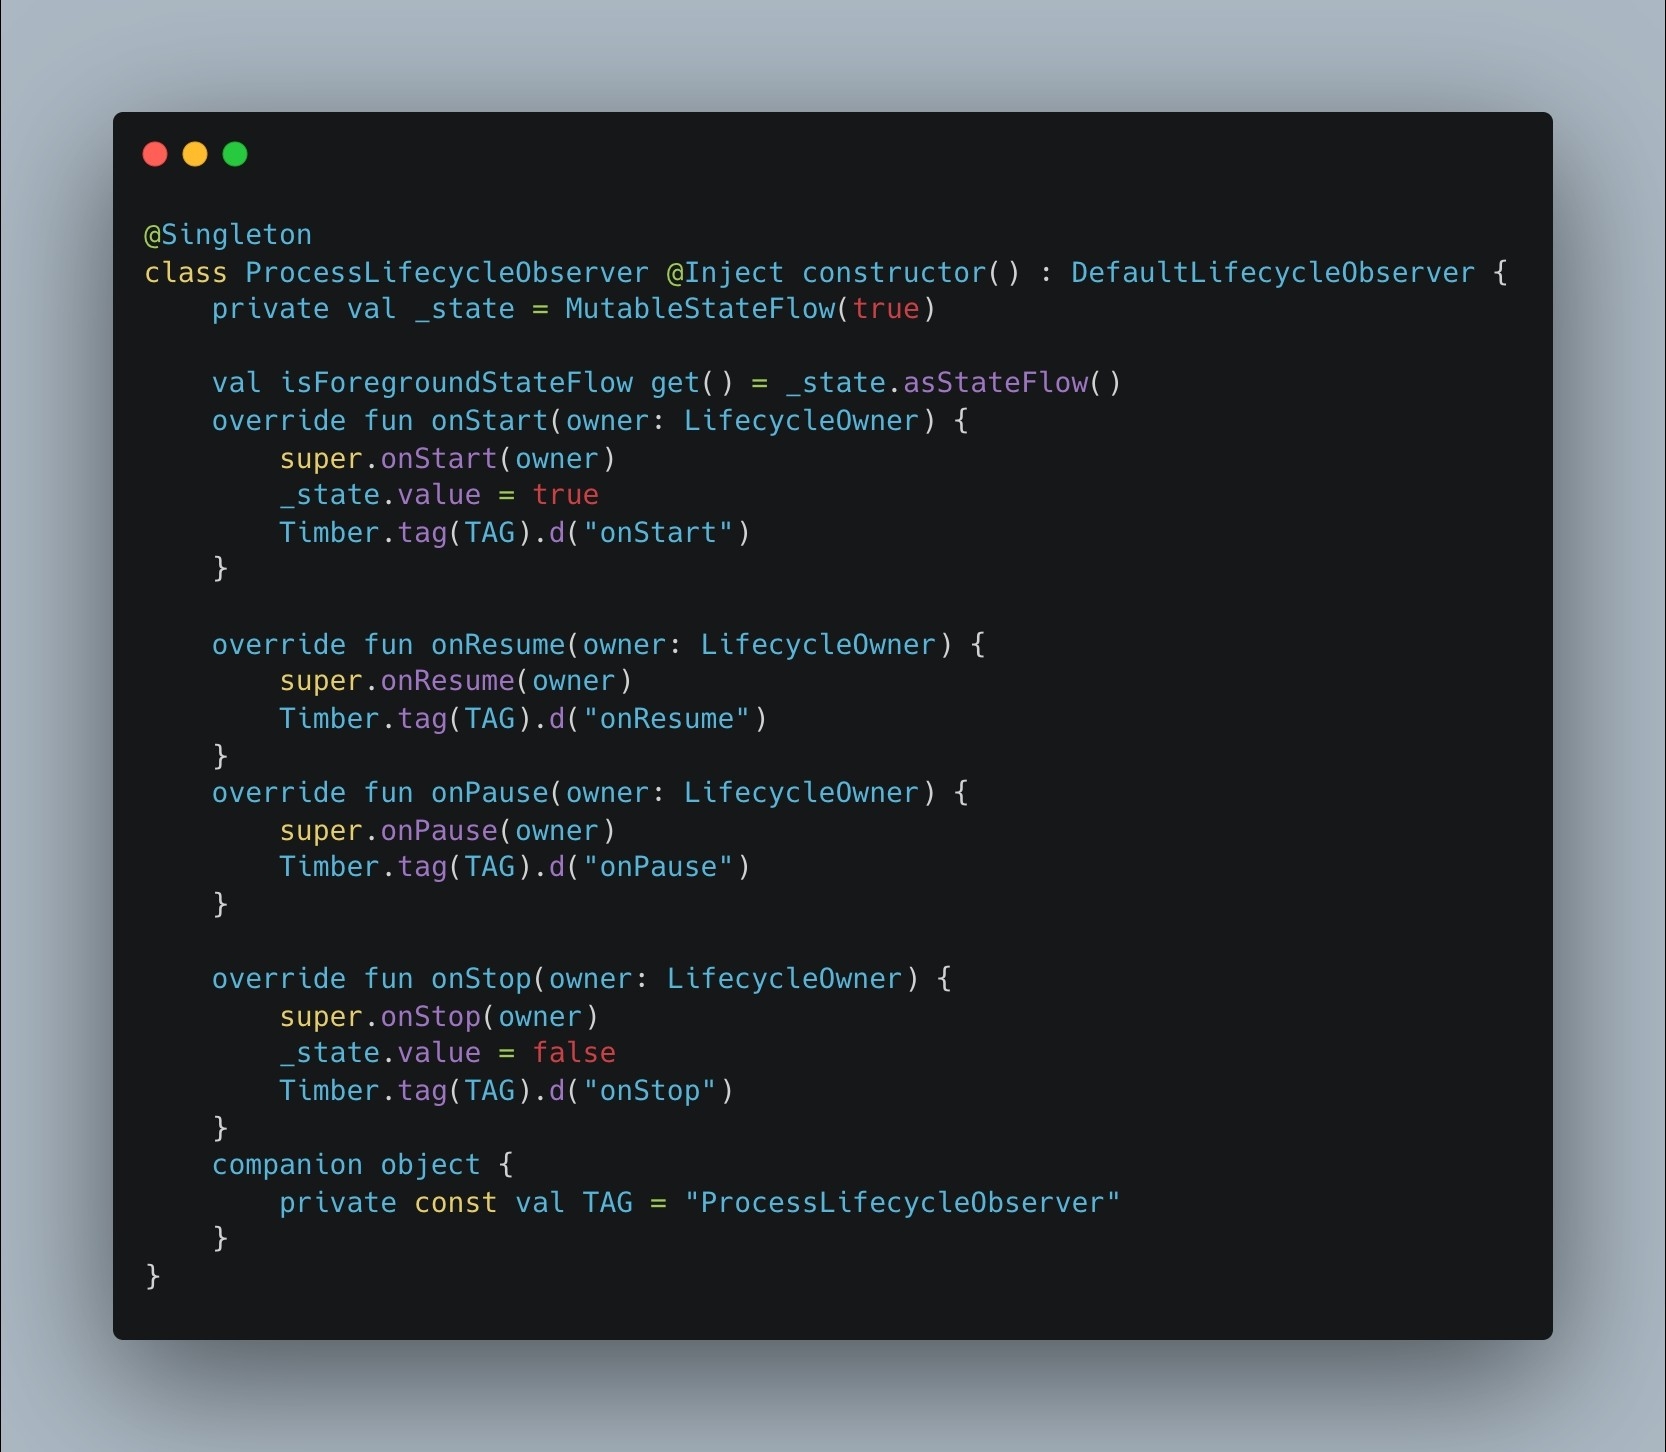 @Singleton
class ProcessLifecycleObserver @Inject constructor() : DefaultLifecycleObserver {
    private val _state = MutableStateFlow(true)

    val isForegroundStateFlow get() = _state.asStateFlow()
    override fun onStart(owner: LifecycleOwner) {
        super.onStart(owner)
        _state.value = true
        Timber.tag(TAG).d("onStart")
    }

    override fun onResume(owner: LifecycleOwner) {
        super.onResume(owner)
        Timber.tag(TAG).d("onResume")
    }
    override fun onPause(owner: LifecycleOwner) {
        super.onPause(owner)
        Timber.tag(TAG).d("onPause")
    }

    override fun onStop(owner: LifecycleOwner) {
        super.onStop(owner)
        _state.value = false
        Timber.tag(TAG).d("onStop")
    }
    companion object {
        private const val TAG = "ProcessLifecycleObserver"
    }
}